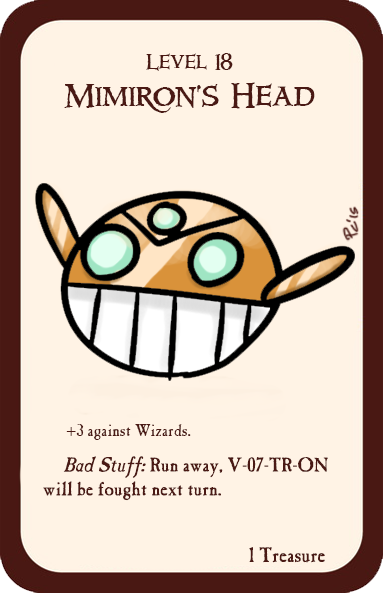 Level 18
Mimiron's Head
+3 against Wizards.
Bad Stuff: Run away, V-07-TR-ON
will be fought next turn.
1 Treasure